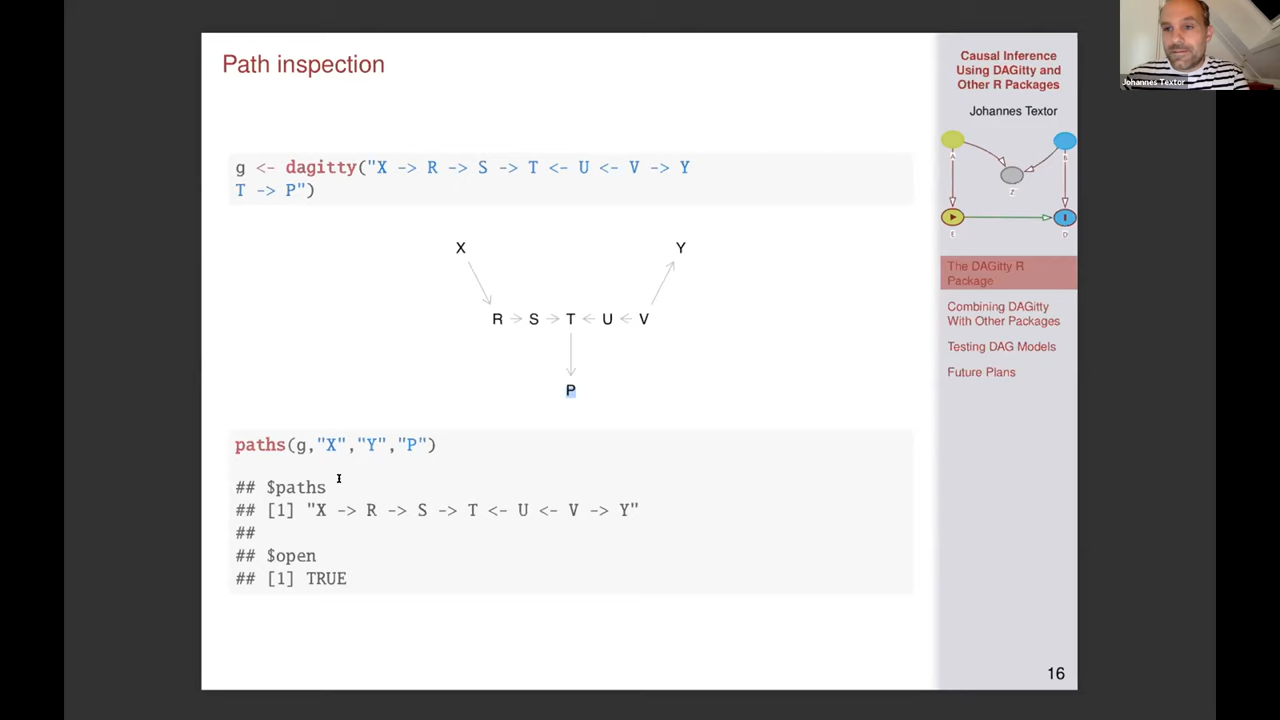 Path inspection
g <- dagitty("X -> R -> S -> T <- U <- V -> Y
T -> P")
X
Y
R
S
T
U
V
P
paths(g,"X","Y","P")
## $paths
## [1] "X -> R -> S -> T <- U <- V -> Y"
##
## $open
## [1] TRUE
Causal Inference
Using DAGitty and
Other R Packages
Johannes Textor
A
B
Z
E
D
The DAGitty R
Package
Combining DAGitty
With Other Packages
Testing DAG Models
Future Plans
16
Johannes Textor